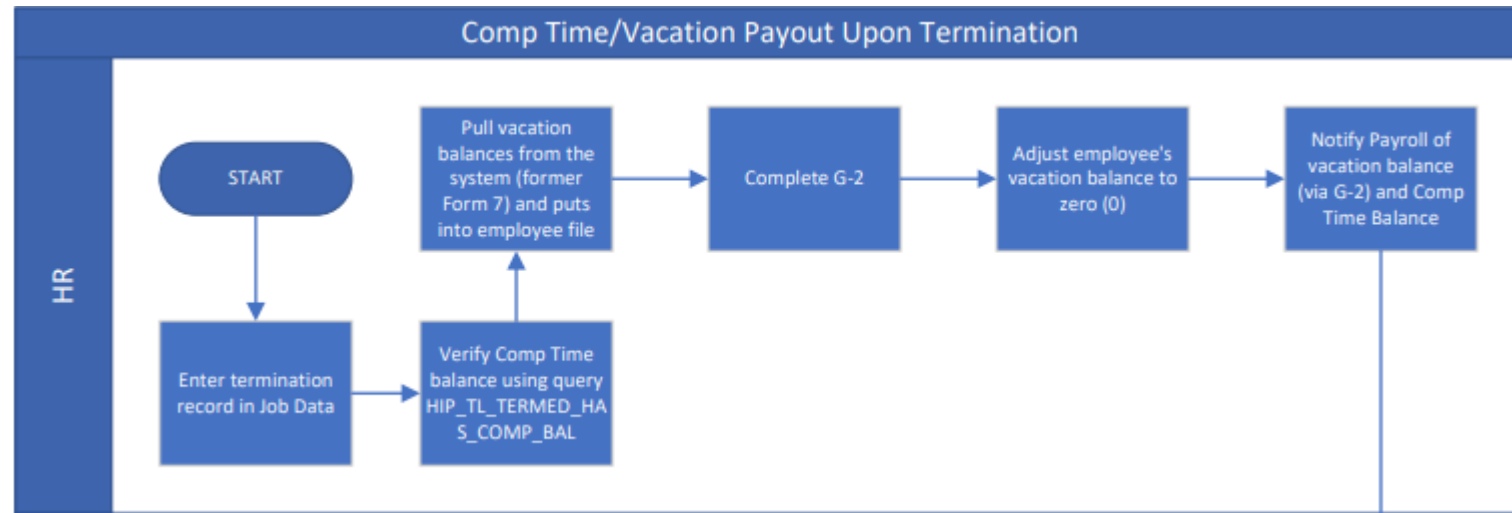 Comp Time/Vacation Payout Upon Termination
HR
START
Enter termination
record in Job Data
Verify Comp Time
balance using query
HIP_TL_TERMED_HA
S_COMP_BAL
Pull vacation
balances from the
system (former
Form 7) and puts
into employee file
Complete G-2
Adjust employee's
vacation balance to
zero (0)
Notify Payroll of
vacation balance
(via G-2) and Comp
Time Balance